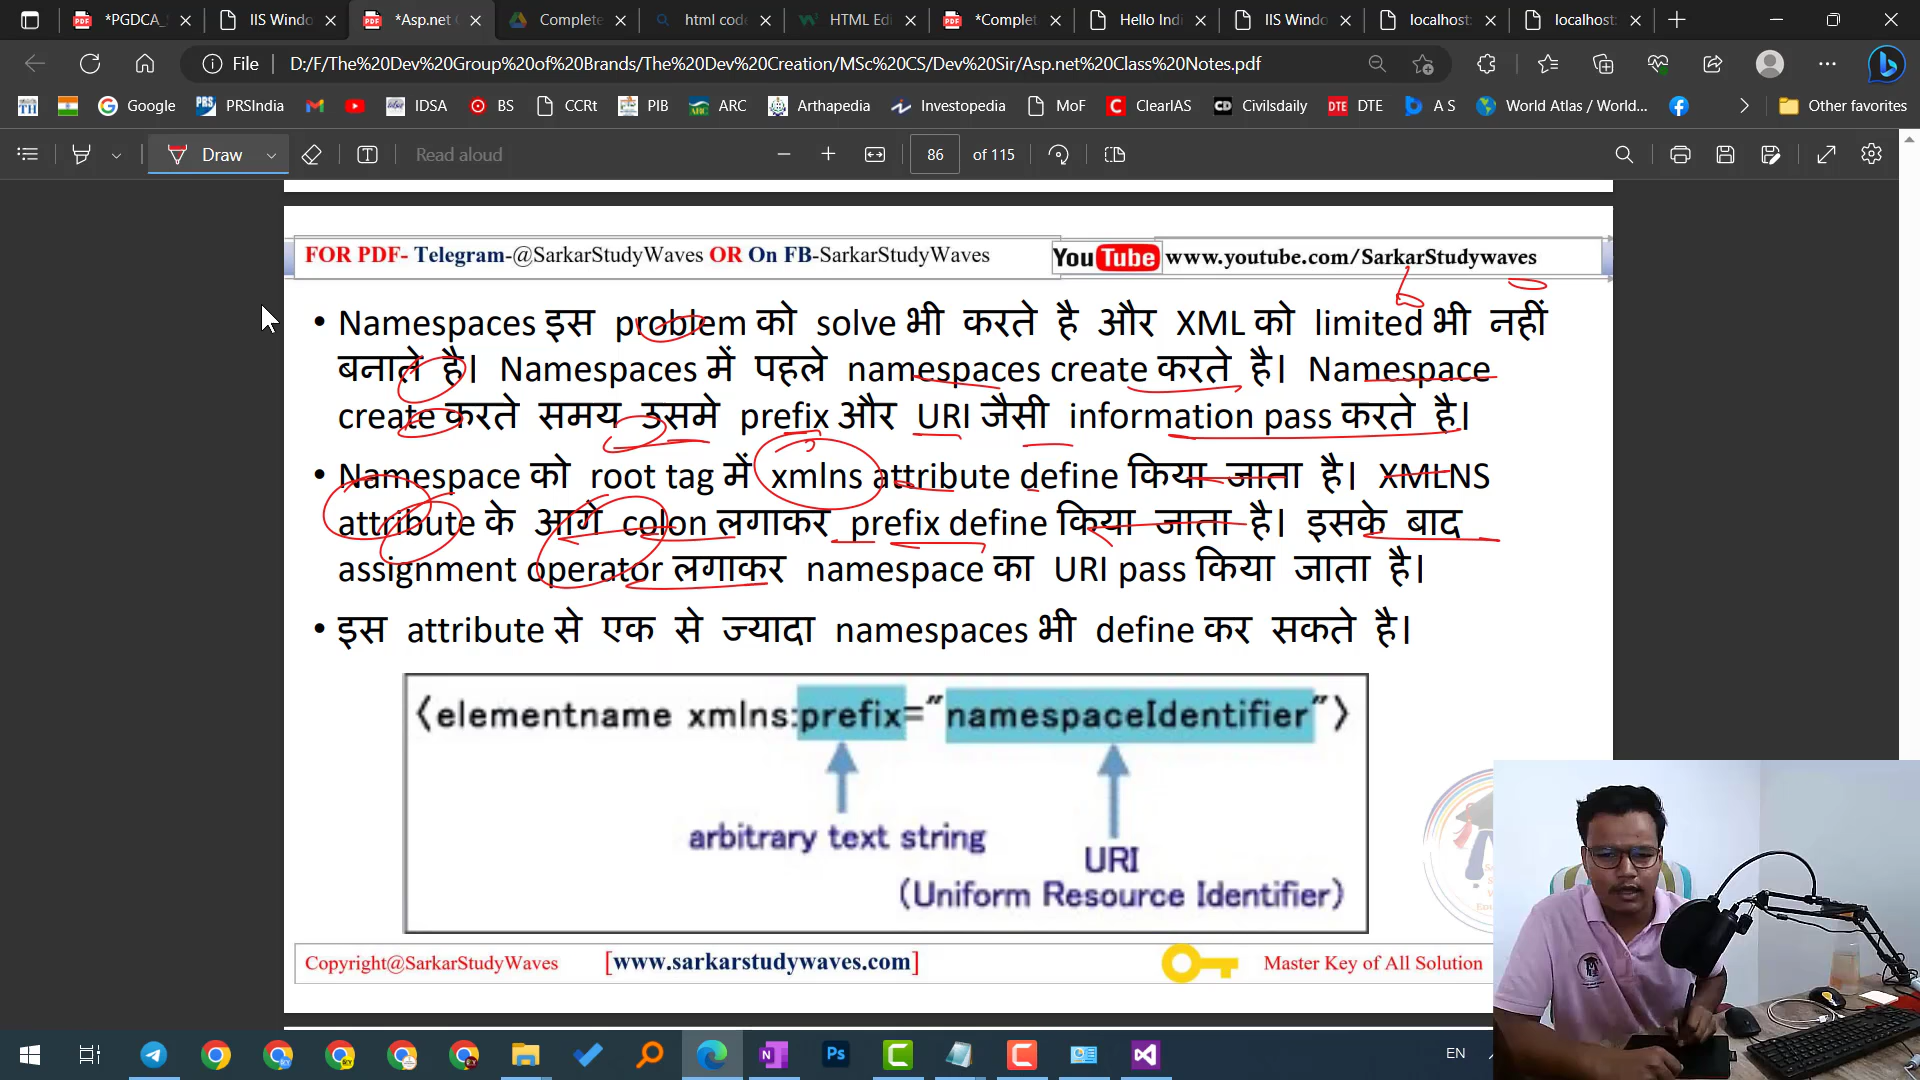 *PGDCA_
IIS Windo
*Asp.net
Complete
html code
HTML Edi
*Complet
Hello Indi
IIS Windo
localhost:
localhost:
File
D:/F/The%20Dev%20Group%20of%20Brands/The%20Dev%20Creation/MSc%20CS/Dev%20Sir/Asp.net%20Class%20Notes.pdf
Google PRSIndia IDSA BS CCRt PIB ARC Arthapedia Investopedia MoF ClearIAS Civilsdaily DTE A S World Atlas / World... Other favorites
Draw Read aloud 86 of 115
FOR PDF- Telegram-@SarkarStudyWaves OR On FB-SarkarStudyWaves
YouTube www.youtube.com/SarkarStudywaves
• Namespaces इस problem को solve भी करते है और XML को limited भी नहीं
बनाते है। Namespaces में पहले namespaces create करते है। Namespace
create करते समय उसमे prefix और URI जैसी information pass करते है।
• Namespace को root tag में xmlns attribute define किया जाता है। XMLNS
attribute के आगे colon लगाकर prefix define किया जाता है। इसके बाद
assignment operator लगाकर namespace का URI pass किया जाता है।
• इस attribute से एक से ज्यादा namespaces भी define कर सकते है।
<elementname xmlns:prefix="namespaceIdentifier">
arbitrary text string
URI
(Uniform Resource Identifier)
Copyright@SarkarStudyWaves [www.sarkarstudywaves.com] Master Key of All Solution
EN